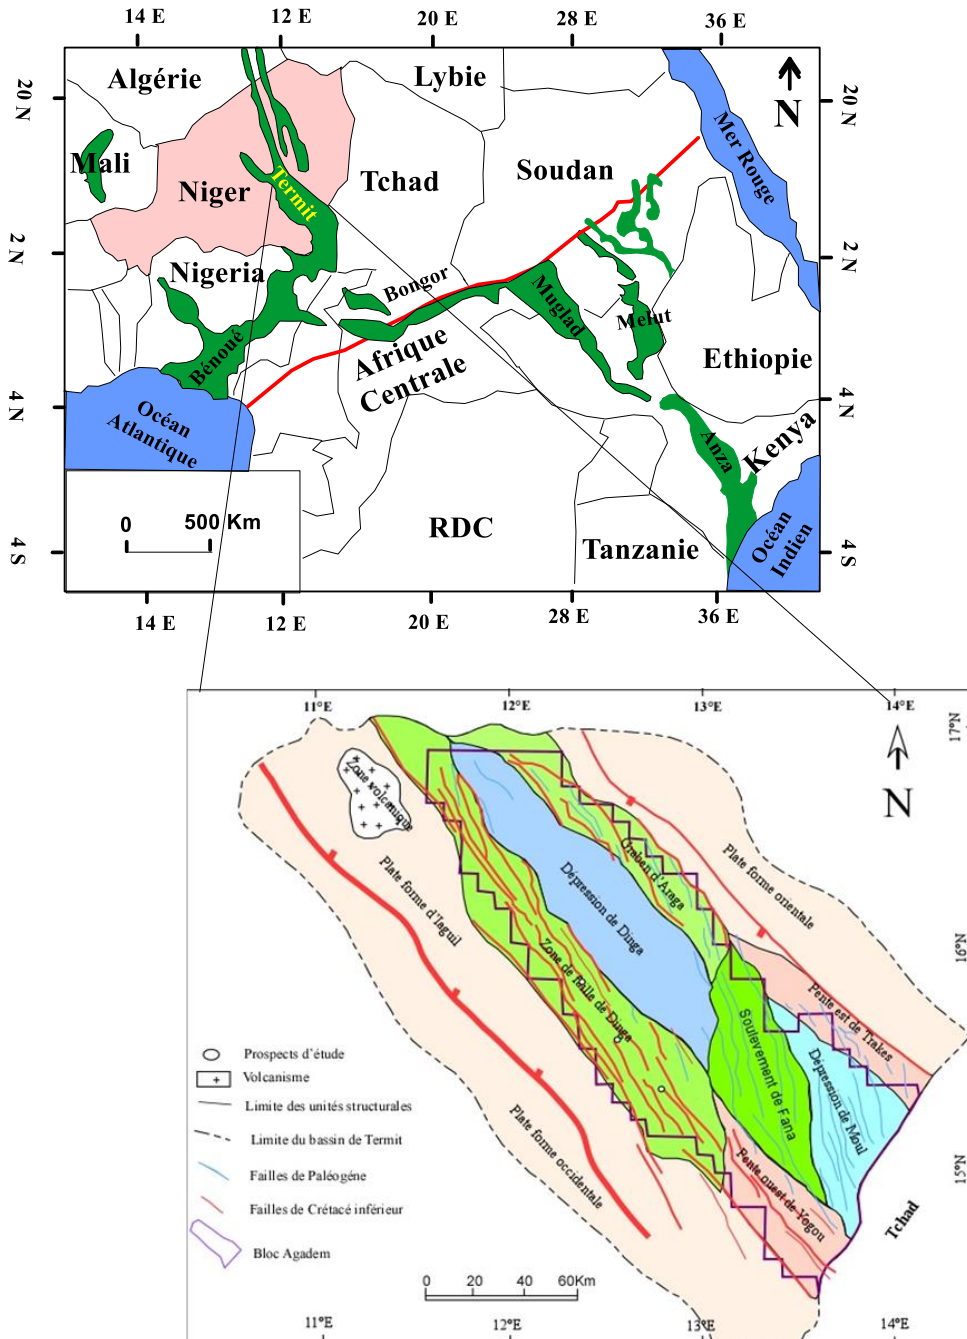 14 E
12 E
20 E
28 E
36 E
Algérie
Lybie
20 N
20 N
N
Mer Rouge
Mali
Niger
Termit
Tchad
Soudan
2 N
2 N
Nigeria
Bongor
Muglad
Melut
Bénoué
Afrique
Centrale
Ethiopie
4 N
4 N
Océan
Atlantique
Anza
Kenya
0
500 Km
RDC
Tanzanie
Océan
Indien
4 S
4 S
14 E
12 E
20 E
28 E
36 E
11°E
12°E
13°E
14°E
17°N
N
Zone volcanique
Plate forme d'Iaguil
Dépression de Dinga
Graben d'Araga
Plate forme orientale
16°N
Zone de faille de Dinga
Pente est de Trakes
Soulevement de Fana
Dépression de Moul
Prospects d'étude
Volcanisme
Limite des unités structurales
Limite du bassin de Termit
Failles de Paléogéne
Failles de Crétacé inférieur
Bloc Agadem
Plate forme occidentale
Pente ouest de Yogou
15°N
Tchad
0
20
40
60Km
11°E
12°E
13°E
14°E